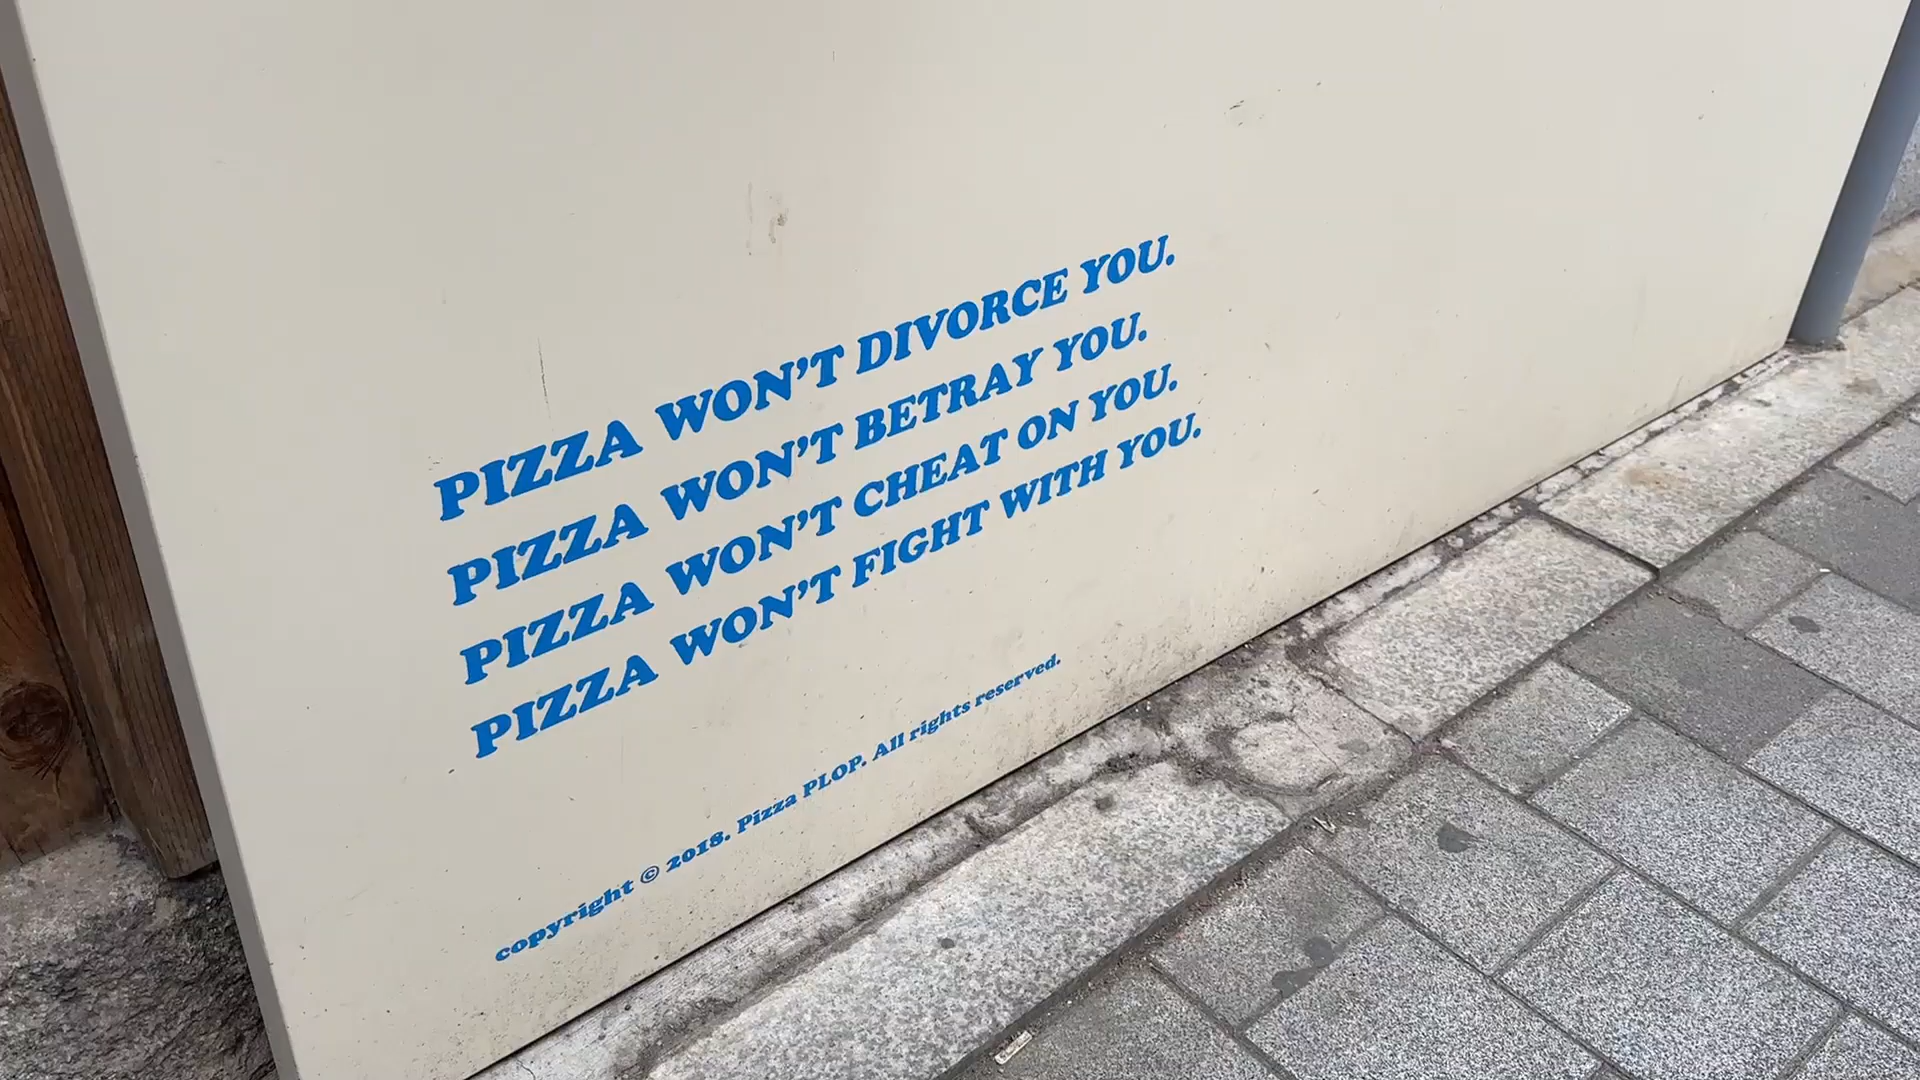 PIZZA WON'T DIVORCE YOU.
PIZZA WON'T BETRAY YOU.
PIZZA WON'T CHEAT ON YOU.
PIZZA WON'T FIGHT WITH YOU.
copyright © 2018. Pizza PLOP. All rights reserved.